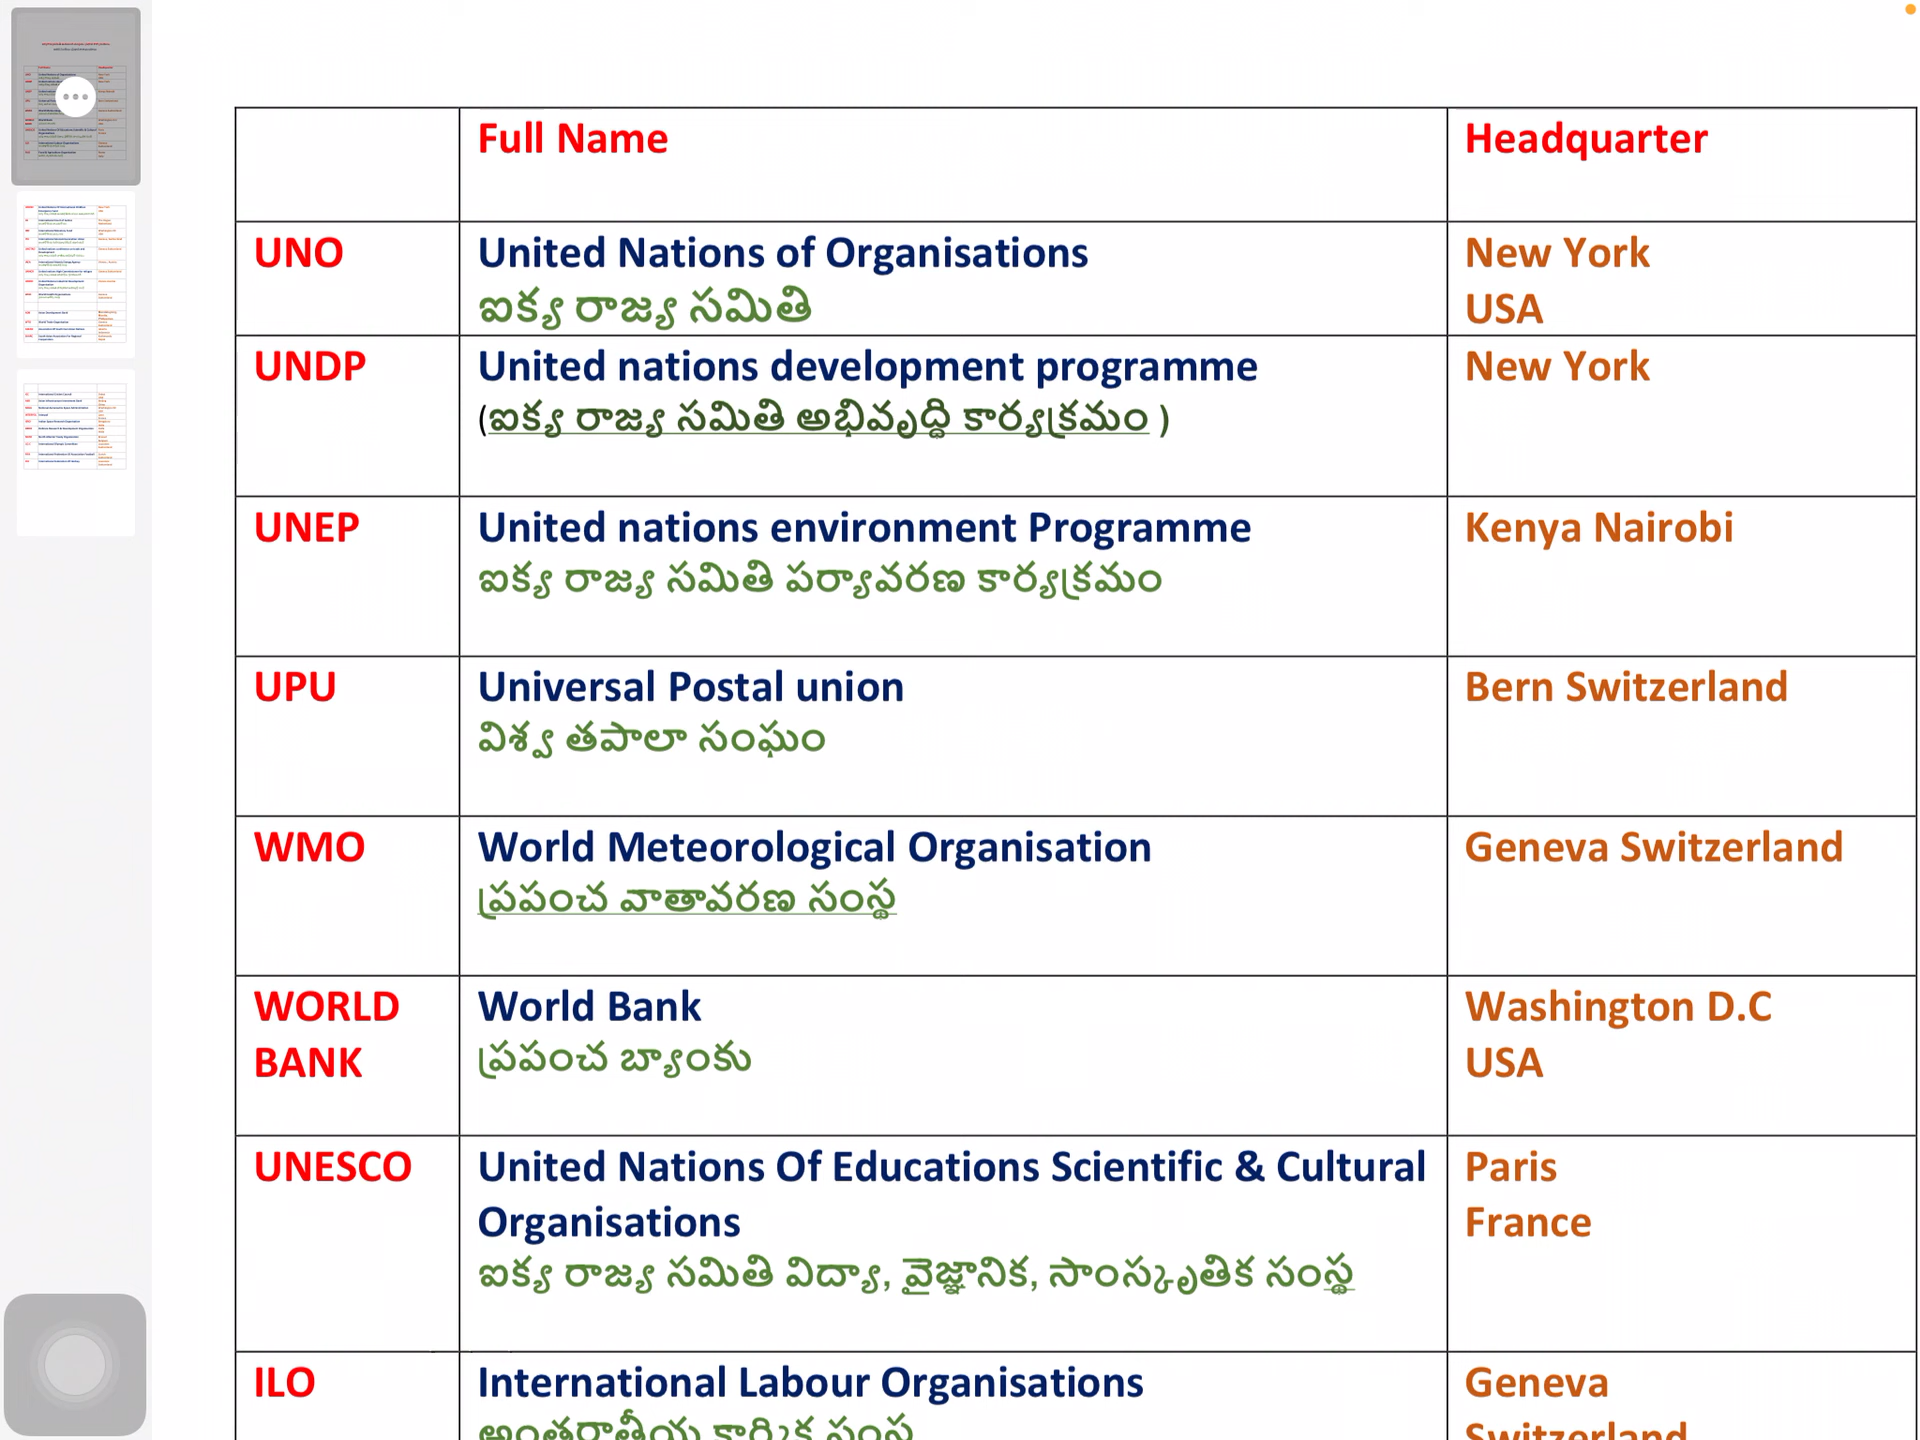 Full Name Headquarter
UNO United Nations of Organisations New York
ఐక్య రాజ్య సమితి USA
UNDP United nations development programme New York
(ఐక్య రాజ్య సమితి అభివృద్ధి కార్యక్రమం )
UNEP United nations environment Programme Kenya Nairobi
ఐక్య రాజ్య సమితి పర్యావరణ కార్యక్రమం
UPU Universal Postal union Bern Switzerland
విశ్వ తపాలా సంఘం
WMO World Meteorological Organisation Geneva Switzerland
ప్రపంచ వాతావరణ సంస్థ
WORLD World Bank Washington D.C
BANK ప్రపంచ బ్యాంకు USA
UNESCO United Nations Of Educations Scientific & Cultural Paris
Organisations France
ఐక్య రాజ్య సమితి విద్యా, వైజ్ఞానిక, సాంస్కృతిక సంస్థ
ILO International Labour Organisations Geneva
Switzerland